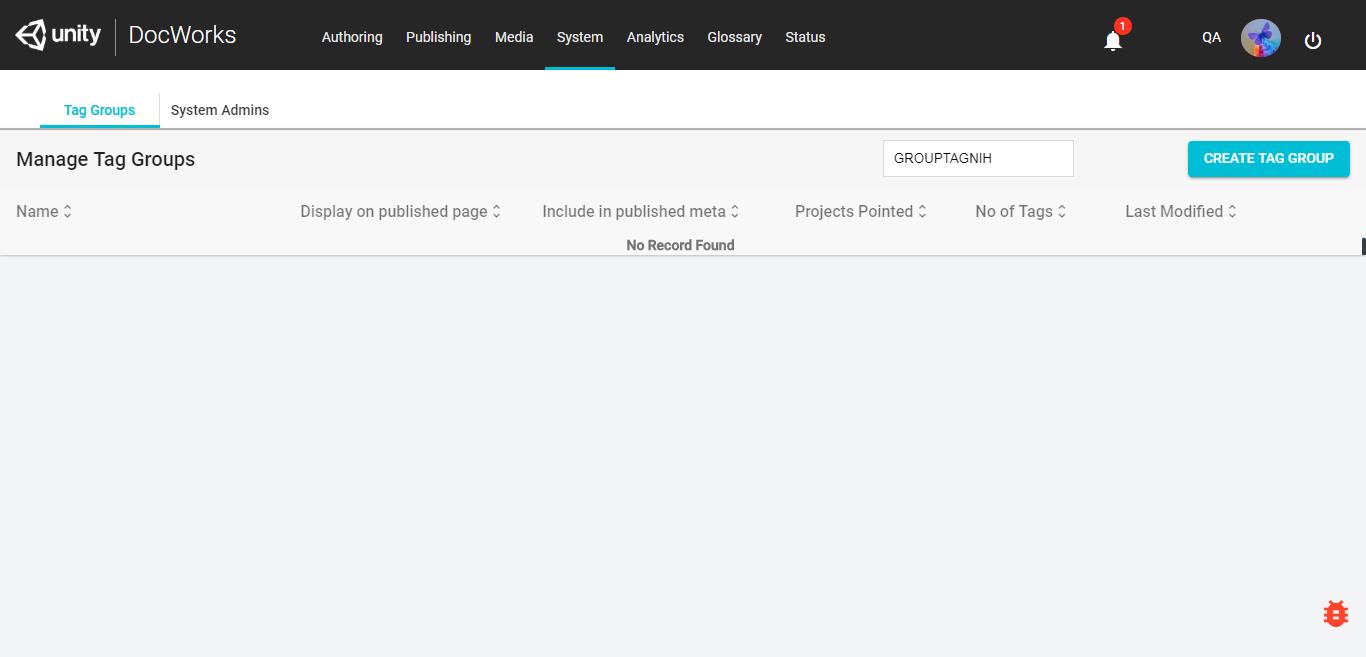 unity DocWorks Authoring Publishing Media System Analytics Glossary Status 1 QA
Tag Groups System Admins
Manage Tag Groups GROUPTAGNIH CREATE TAG GROUP
Name Display on published page Include in published meta Projects Pointed No of Tags Last Modified
No Record Found